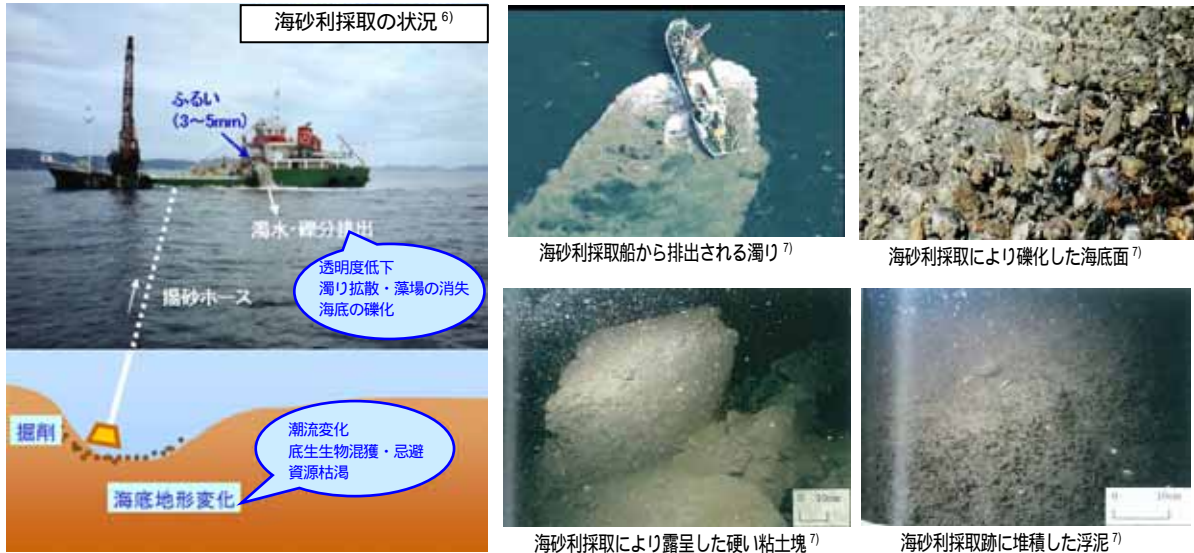 海砂利採取の状況 6)
ふるい
(3～5mm)
濁水・礫分排出
透明度低下
濁り拡散・藻場の消失
海底の礫化
揚砂ホース
掘削
潮流変化
底生生物混獲・忌避
資源枯渇
海底地形変化
海砂利採取船から排出される濁り 7)
海砂利採取により礫化した海底面 7)
0 10cm
海砂利採取により露呈した硬い粘土塊 7)
0 10cm
海砂利採取跡に堆積した浮泥 7)